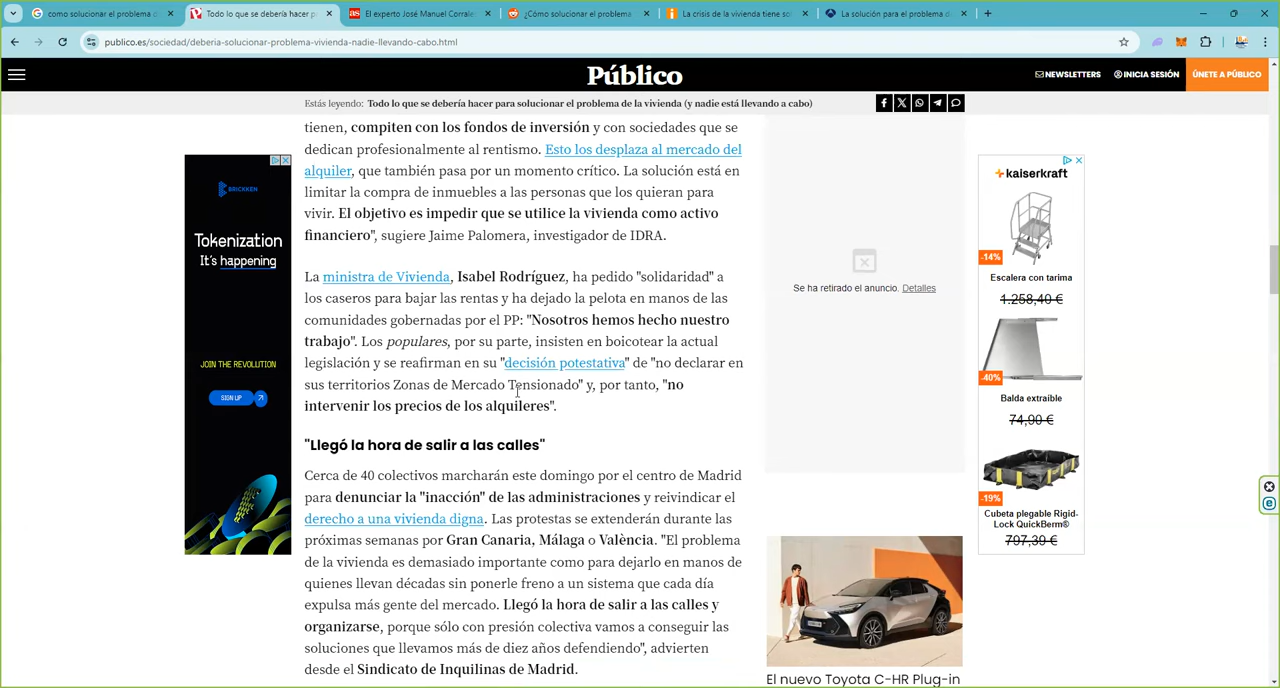 como solucionar el problema d
Todo lo que se debería hacer p
El experto José Manuel Corrales
¿Cómo solucionar el problema
La crisis de la vivienda tiene so
La solución para el problema d
publico.es/sociedad/deberia-solucionar-problema-vivienda-nadie-llevando-cabo.html
Público
NEWSLETTERS
INICIA SESIÓN
ÚNETE A PÚBLICO
Estás leyendo: Todo lo que se debería hacer para solucionar el problema de la vivienda (y nadie está llevando a cabo)
tienen, compiten con los fondos de inversión y con sociedades que se
dedican profesionalmente al rentismo. Esto los desplaza al mercado del
alquiler, que también pasa por un momento crítico. La solución está en
limitar la compra de inmuebles a las personas que los quieran para
vivir. El objetivo es impedir que se utilice la vivienda como activo
financiero", sugiere Jaime Palomera, investigador de IDRA.
La ministra de Vivienda, Isabel Rodríguez, ha pedido "solidaridad" a
los caseros para bajar las rentas y ha dejado la pelota en manos de las
comunidades gobernadas por el PP: "Nosotros hemos hecho nuestro
trabajo". Los populares, por su parte, insisten en boicotear la actual
legislación y se reafirman en su "decisión potestativa" de "no declarar en
sus territorios Zonas de Mercado Tensionado" y, por tanto, "no
intervenir los precios de los alquileres".
"Llegó la hora de salir a las calles"
Cerca de 40 colectivos marcharán este domingo por el centro de Madrid
para denunciar la "inacción" de las administraciones y reivindicar el
derecho a una vivienda digna. Las protestas se extenderán durante las
próximas semanas por Gran Canaria, Málaga o València. "El problema
de la vivienda es demasiado importante como para dejarlo en manos de
quienes llevan décadas sin ponerle freno a un sistema que cada día
expulsa más gente del mercado. Llegó la hora de salir a las calles y
organizarse, porque sólo con presión colectiva vamos a conseguir las
soluciones que llevamos más de diez años defendiendo", advierten
desde el Sindicato de Inquilinas de Madrid.
BRICKKEN
Tokenization
It's happening
JOIN THE REVOLUTION
SIGN UP
Se ha retirado el anuncio. Detalles
El nuevo Toyota C-HR Plug-in
kaiserkraft
-14%
Escalera con tarima
1.258,40 €
-40%
Balda extraíble
74,90 €
-19%
Cubeta plegable Rigid-
Lock QuickBerm®
797,39 €